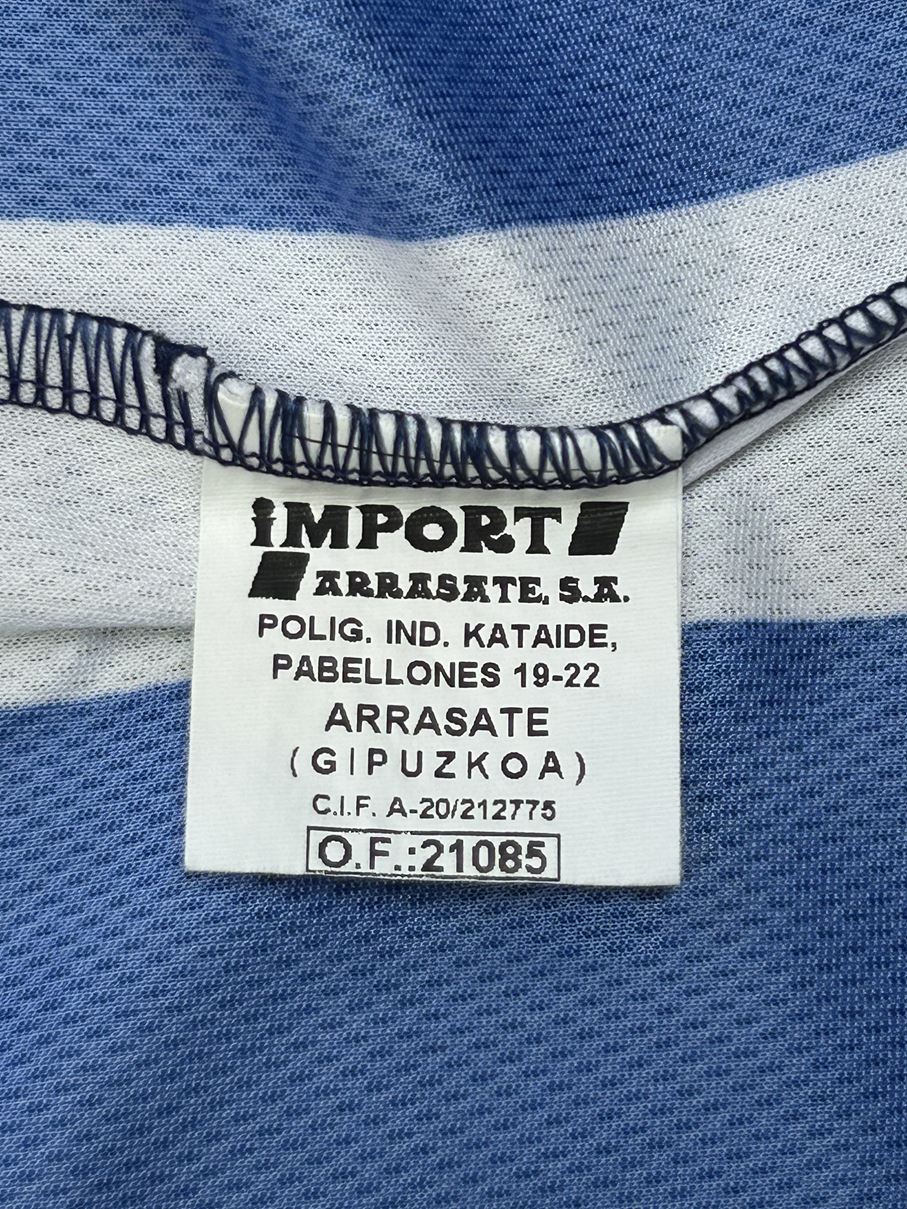 iMPORT
ARRASATE, S.A.
POLIG. IND. KATAIDE,
PABELLONES 19-22
ARRASATE
(GIPUZKOA)
C.I.F. A-20/212775
O.F.:21085